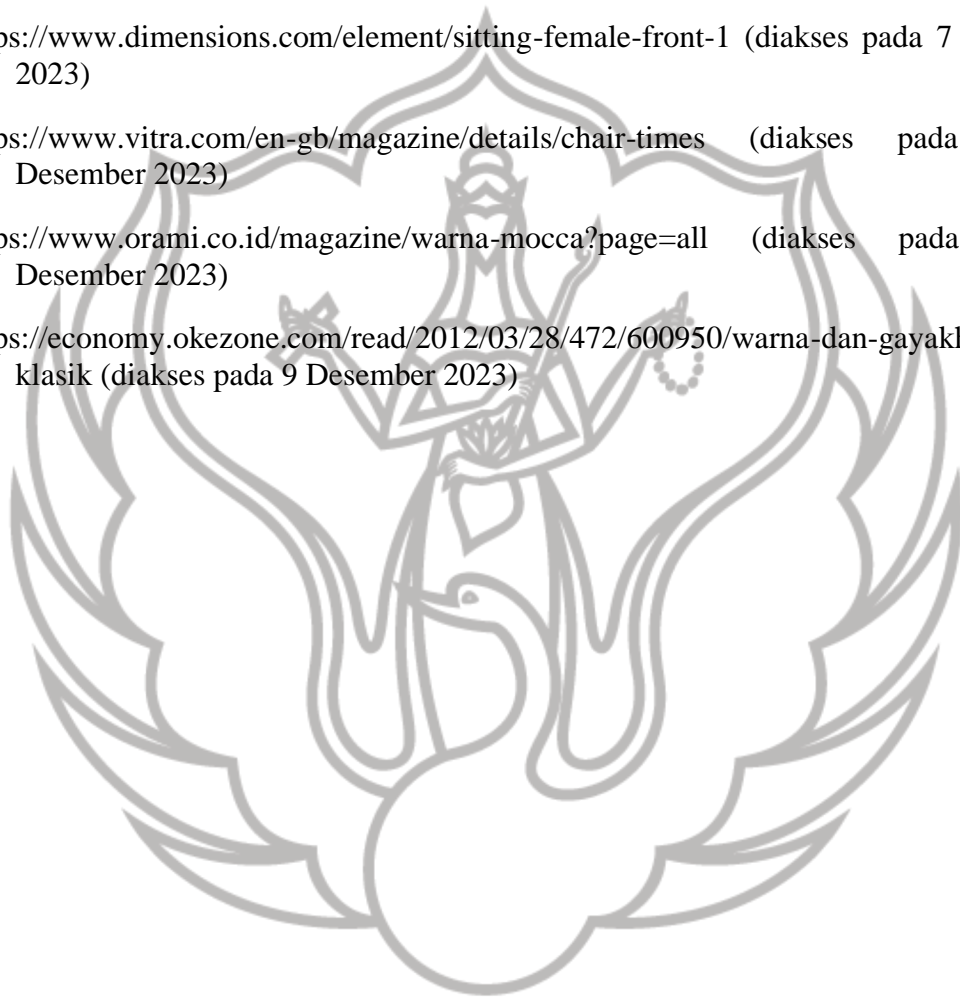 ps://www.dimensions.com/element/sitting-female-front-1 (diakses pada 7
2023)
ps://www.vitra.com/en-gb/magazine/details/chair-times (diakses pada
Desember 2023)
ps://www.orami.co.id/magazine/warna-mocca?page=all (diakses pada
Desember 2023)
ps://economy.okezone.com/read/2012/03/28/472/600950/warna-dan-gayakh
klasik (diakses pada 9 Desember 2023)